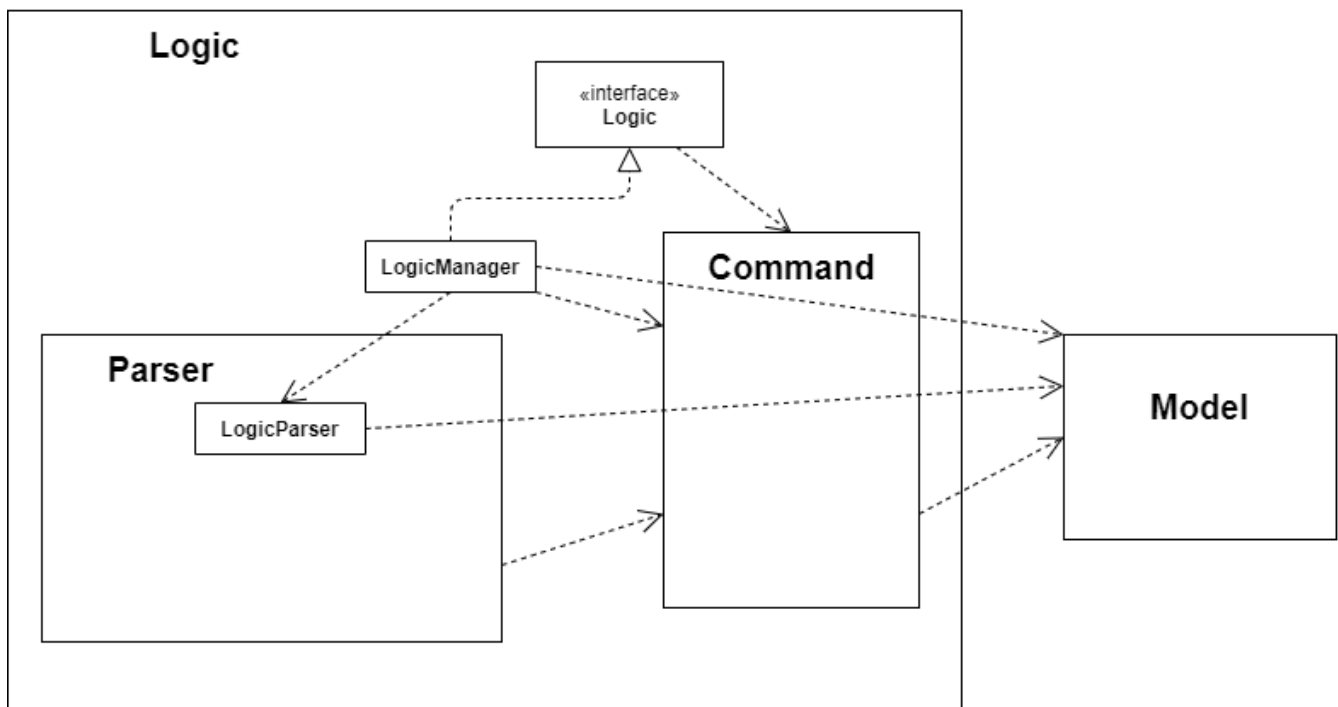 Logic
«interface»
Logic
LogicManager
Command
Parser
LogicParser
Model